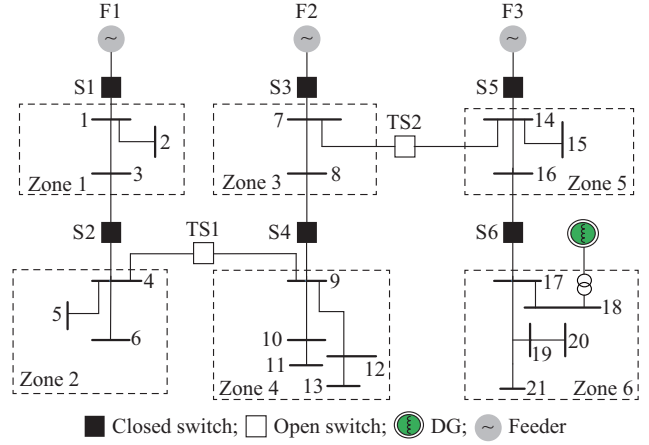 F1 F2 F3
~ ~ ~
S1 S3 S5
1 7 TS2 14
2 15
3 8 16
Zone 1 Zone 3 Zone 5
S2 TS1 S4 S6
4 9 17
5 18
6 10 19 20
11 12
Zone 2 Zone 4 13 21 Zone 6
Closed switch; Open switch; DG; ~ Feeder